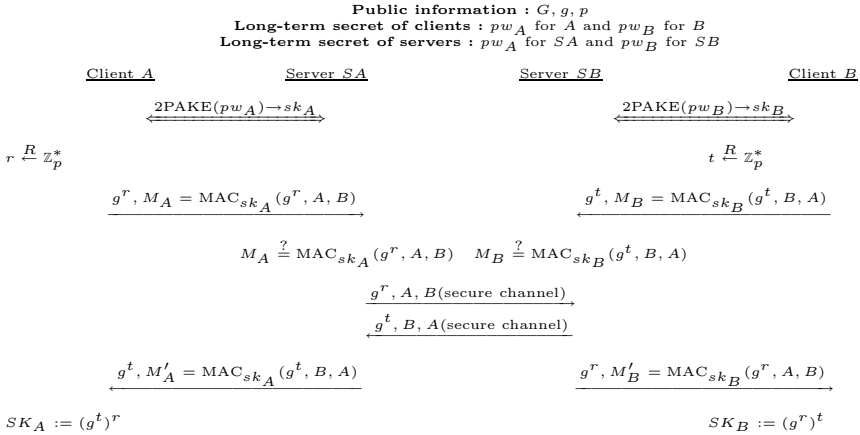 Public information : G, g, p
Long-term secret of clients : pw_A for A and pw_B for B
Long-term secret of servers : pw_A for SA and pw_B for SB
Client A Server SA Server SB Client B
2PAKE(pw_A)→sk_A 2PAKE(pw_B)→sk_B
r ←^R ℤ_p^* t ←^R ℤ_p^*
g^r, M_A = MAC_{sk_A}(g^r, A, B) g^t, M_B = MAC_{sk_B}(g^t, B, A)
M_A ≟ MAC_{sk_A}(g^r, A, B) M_B ≟ MAC_{sk_B}(g^t, B, A)
g^r, A, B(secure channel)
g^t, B, A(secure channel)
g^t, M'_A = MAC_{sk_A}(g^t, B, A) g^r, M'_B = MAC_{sk_B}(g^r, A, B)
SK_A := (g^t)^r SK_B := (g^r)^t